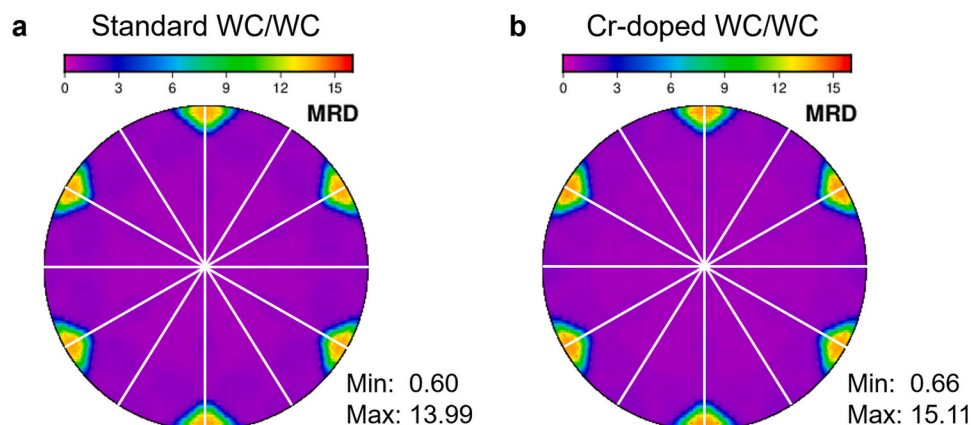 a Standard WC/WC
0 3 6 9 12 15
MRD
Min: 0.60
Max: 13.99
b Cr-doped WC/WC
0 3 6 9 12 15
MRD
Min: 0.66
Max: 15.11